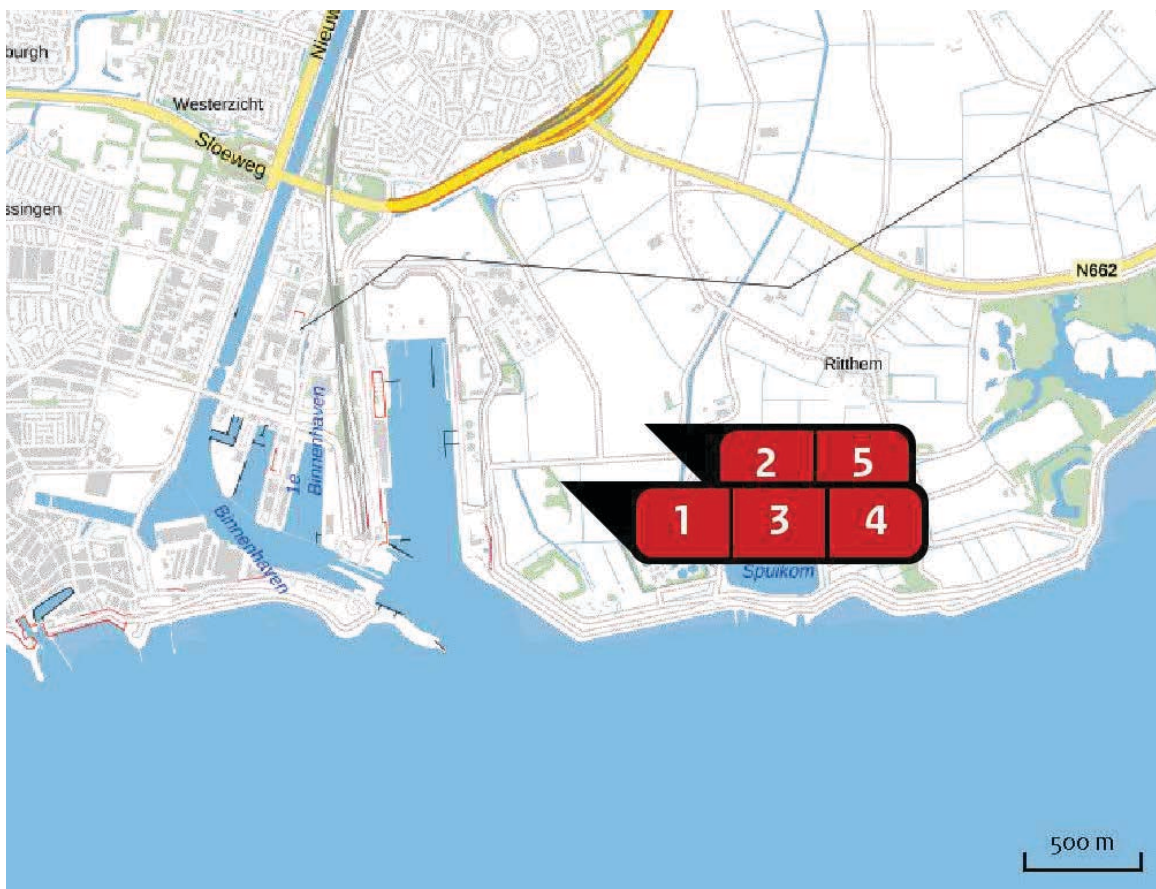 burgh
Nieuw
Westerzicht
Sloeweg
ssingen
N662
Ritthem
1e
Binnenhaven
Binnenhaven
2 5
1 3 4
Spuikom
500 m